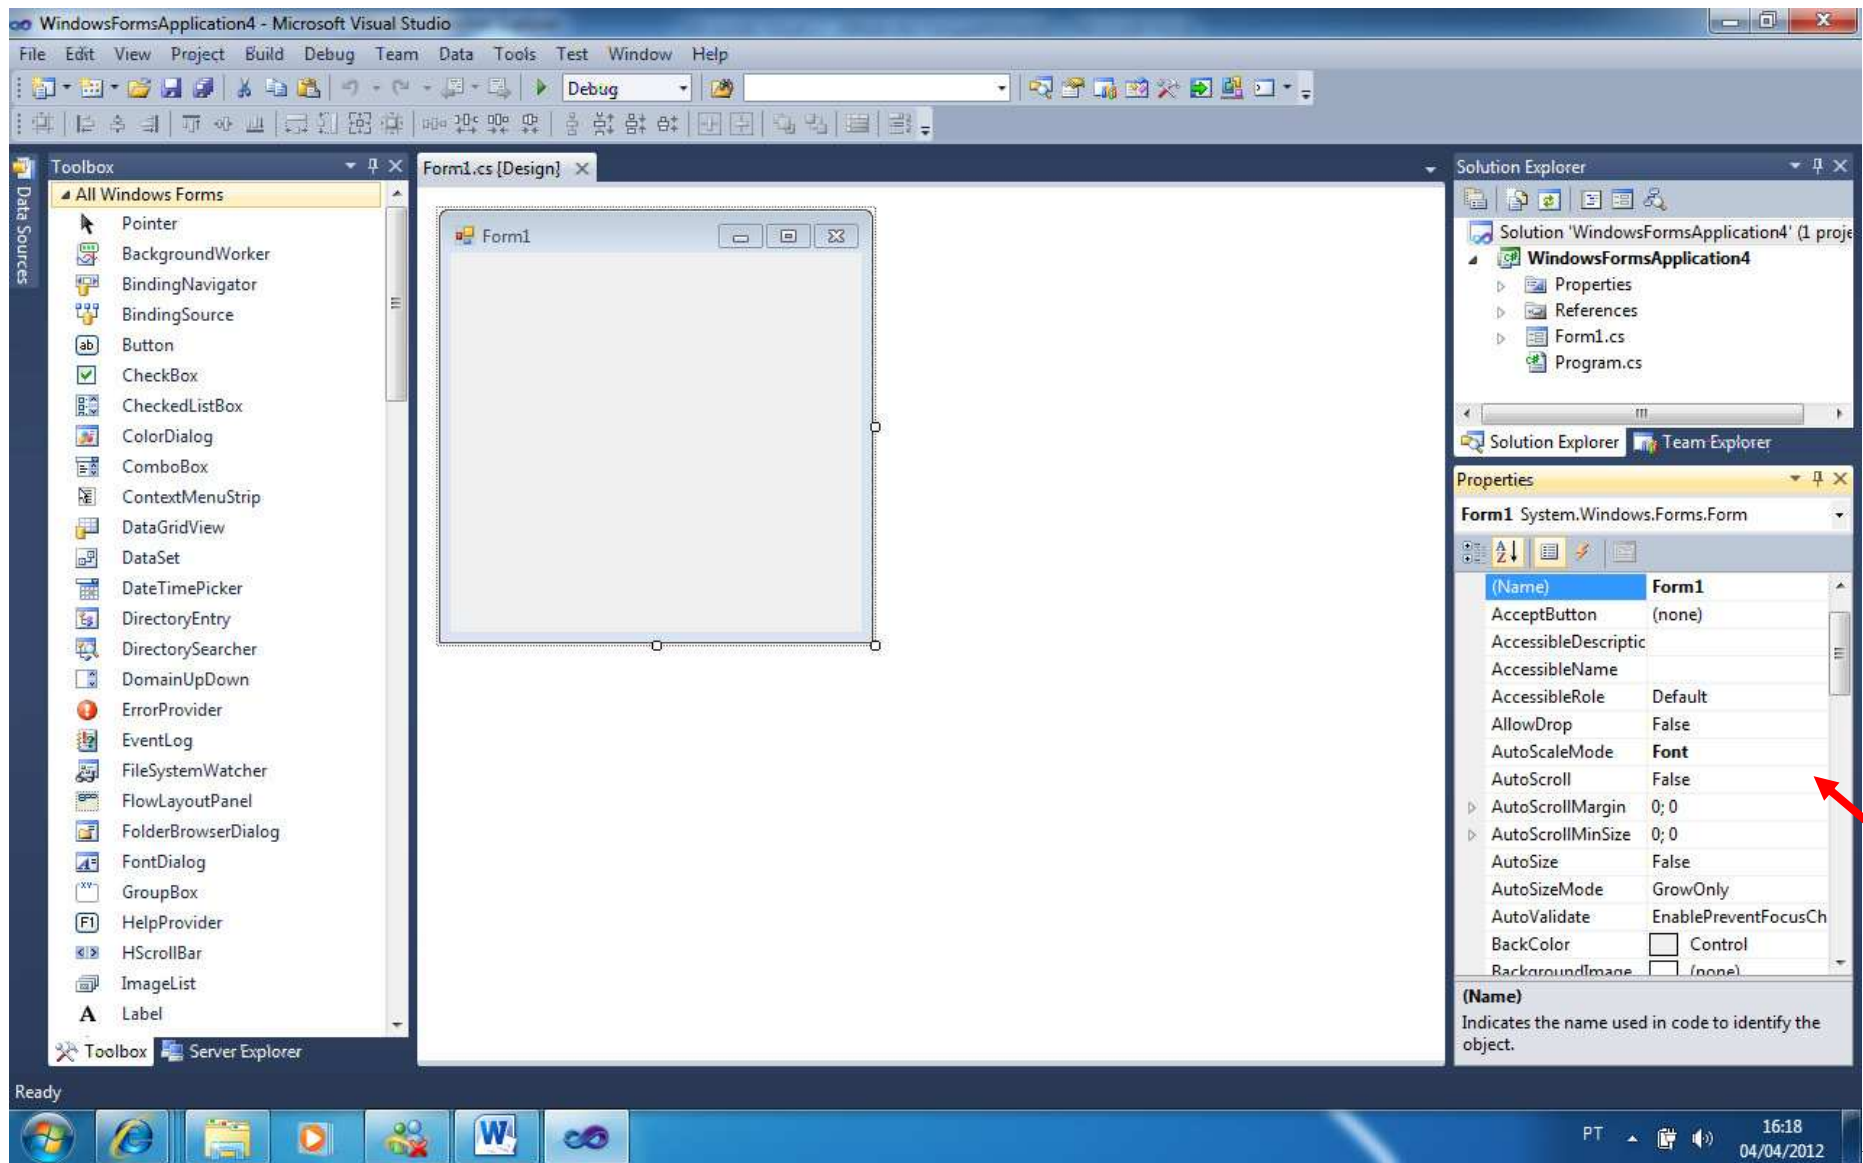 WindowsFormsApplication4 - Microsoft Visual Studio
File Edit View Project Build Debug Team Data Tools Test Window Help
Debug
Data Sources
Toolbox
All Windows Forms
Pointer
BackgroundWorker
BindingNavigator
BindingSource
Button
CheckBox
CheckedListBox
ColorDialog
ComboBox
ContextMenuStrip
DataGridView
DataSet
DateTimePicker
DirectoryEntry
DirectorySearcher
DomainUpDown
ErrorProvider
EventLog
FileSystemWatcher
FlowLayoutPanel
FolderBrowserDialog
FontDialog
GroupBox
HelpProvider
HScrollBar
ImageList
Label
Toolbox Server Explorer
Form1.cs [Design]
Form1
Solution Explorer
Solution 'WindowsFormsApplication4' (1 proje
WindowsFormsApplication4
Properties
References
Form1.cs
Program.cs
Solution Explorer Team Explorer
Properties
Form1 System.Windows.Forms.Form
(Name) Form1
AcceptButton (none)
AccessibleDescriptic
AccessibleName
AccessibleRole Default
AllowDrop False
AutoScaleMode Font
AutoScroll False
AutoScrollMargin 0; 0
AutoScrollMinSize 0; 0
AutoSize False
AutoSizeMode GrowOnly
AutoValidate EnablePreventFocusCh
BackColor Control
BackgroundImage (none)
(Name)
Indicates the name used in code to identify the
object.
Ready
PT
16:18
04/04/2012